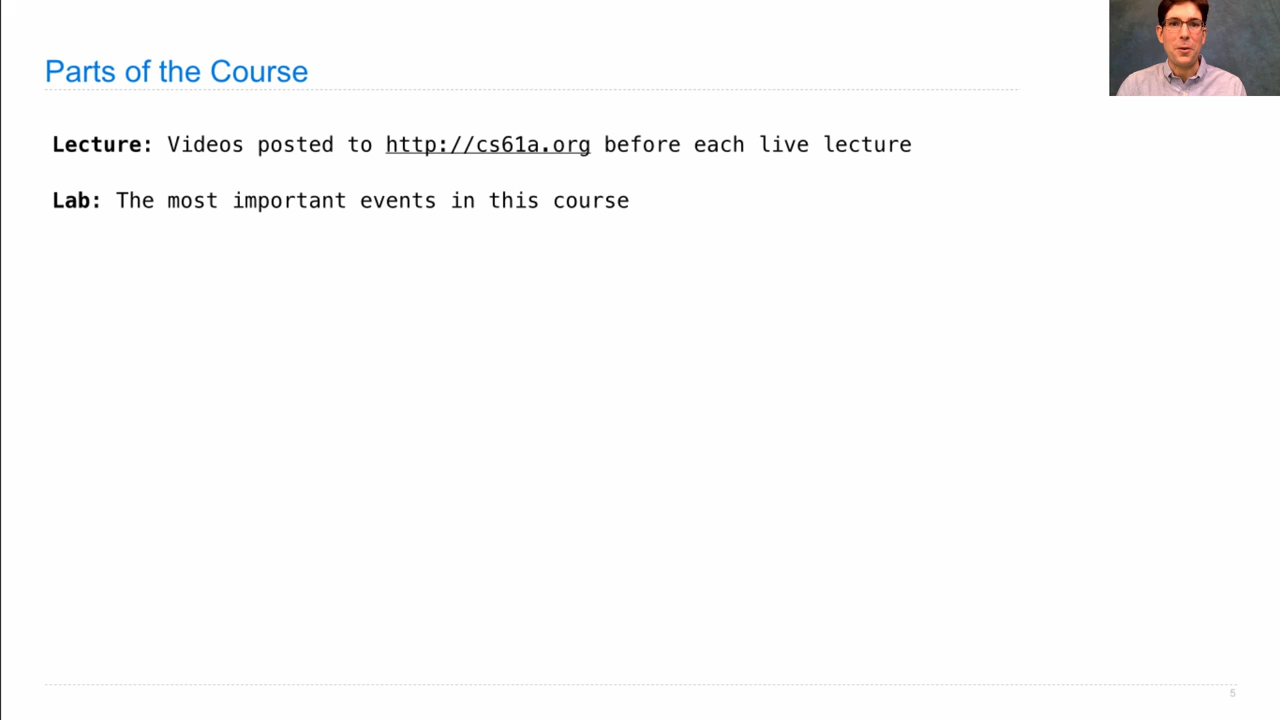 Parts of the Course
Lecture: Videos posted to http://cs61a.org before each live lecture
Lab: The most important events in this course
5